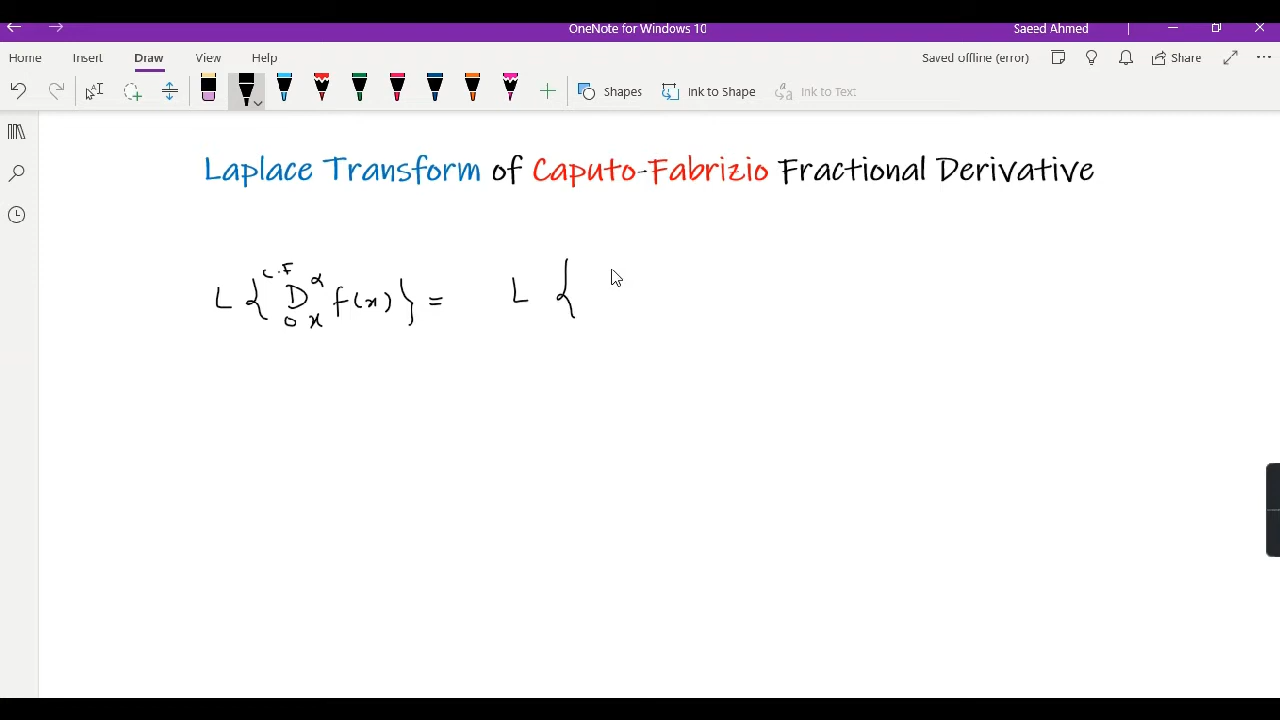 OneNote for Windows 10
Saeed Ahmed
Home Insert Draw View Help
Saved offline (error) Share
Shapes Ink to Shape Ink to Text
Laplace Transform of Caputo-Fabrizio Fractional Derivative
L { ^{C.F}_{0} D^{α}_{x} f(x) } = L {